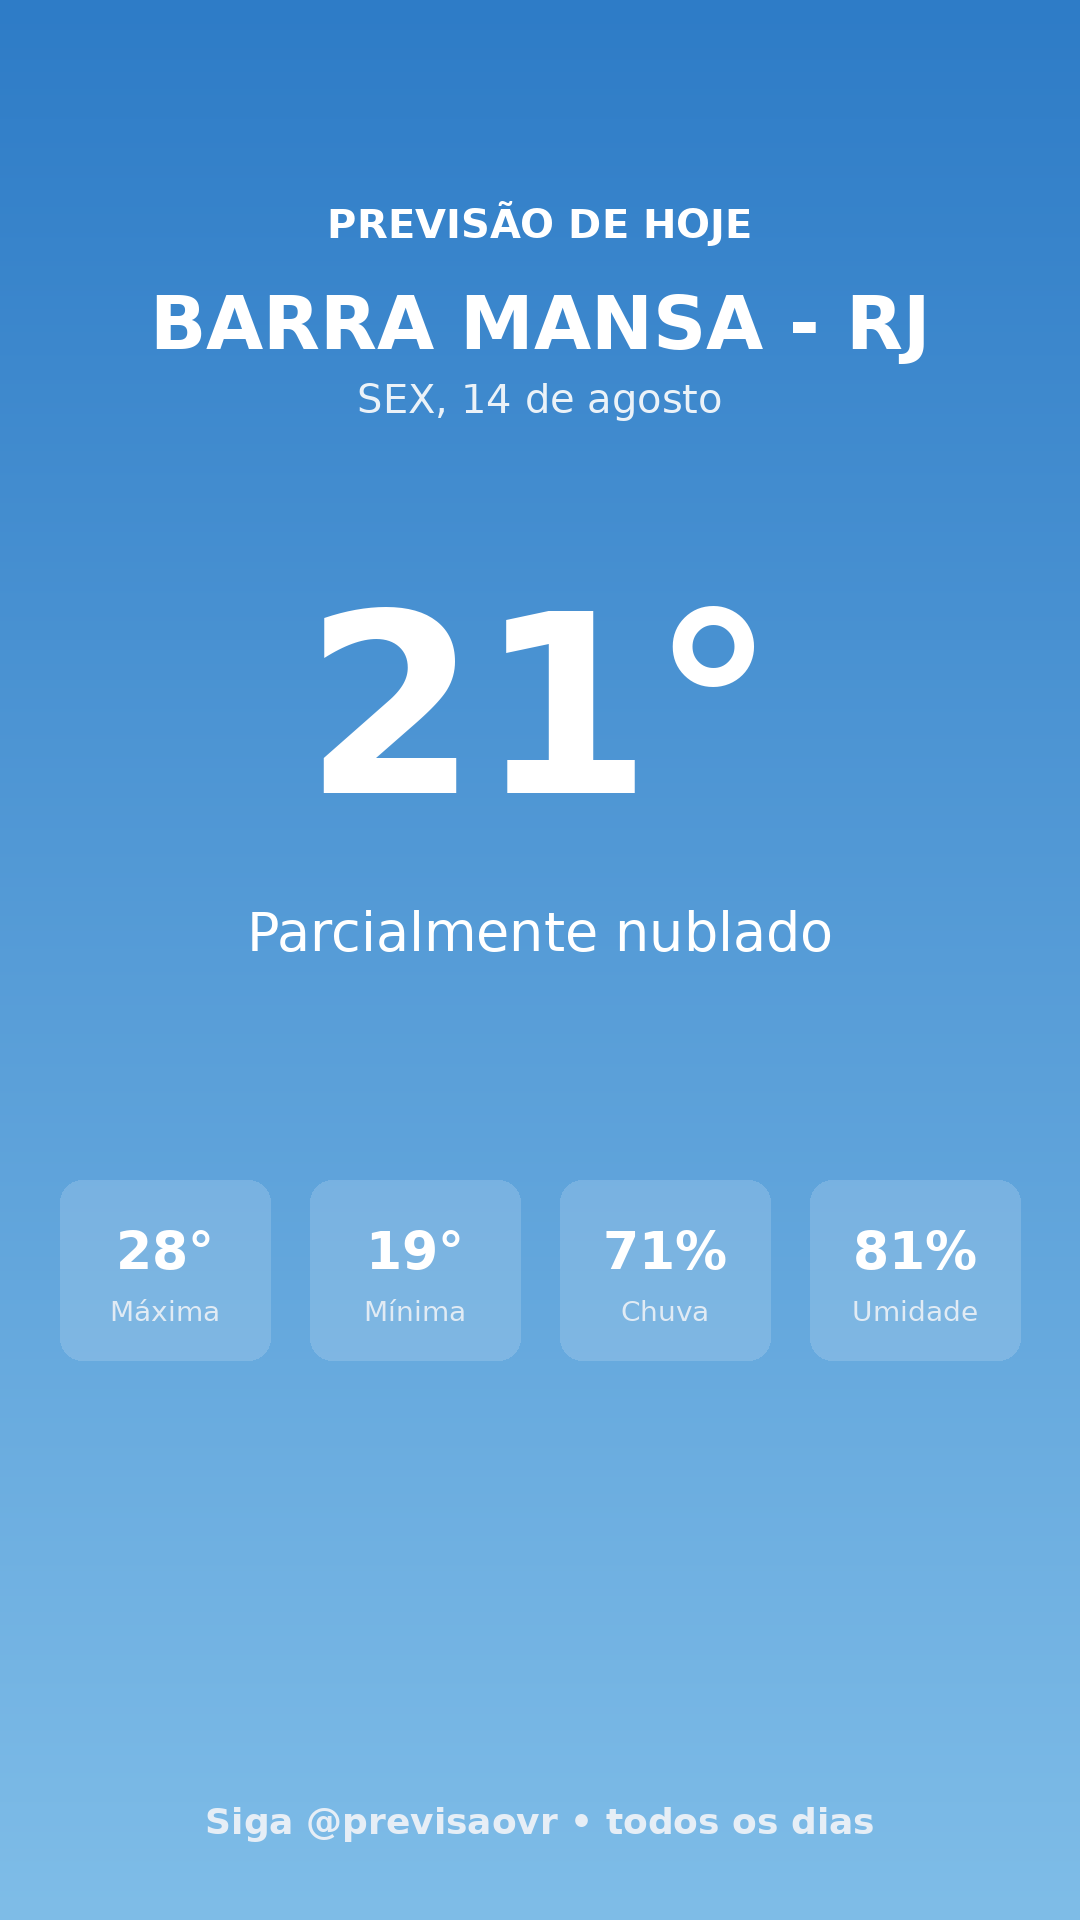 PREVISÃO DE HOJE
BARRA MANSA - RJ
SEX, 14 de agosto
21°
Parcialmente nublado
28°
Máxima
19°
Mínima
71%
Chuva
81%
Umidade
Siga @previsaovr • todos os dias